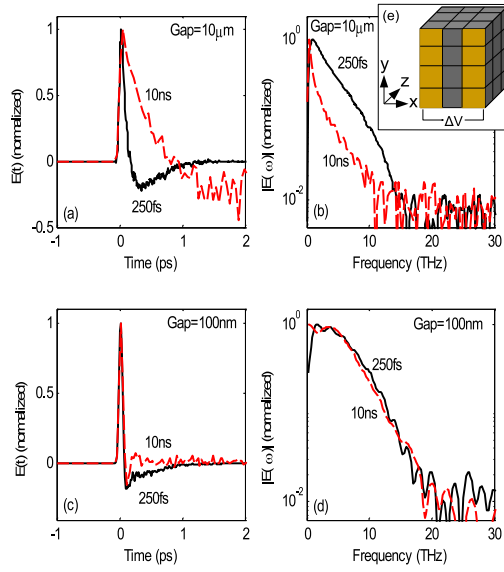 Gap=10μm
10ns
250fs
(a)
1
0.5
0
-0.5
E(t) (normalized)
-1 0 1 2
Time (ps)
Gap=10μm
250fs
10ns
(b)
10^0
10^-2
|E(ω)| (normalized)
0 10 20 30
Frequency (THz)
(e)
y
z
x
ΔV
Gap=100nm
10ns
250fs
(c)
1
0.5
0
E(t) (normalized)
-1 0 1 2
Time (ps)
Gap=100nm
250fs
10ns
(d)
10^0
10^-2
|E(ω)| (normalized)
0 10 20 30
Frequency (THz)